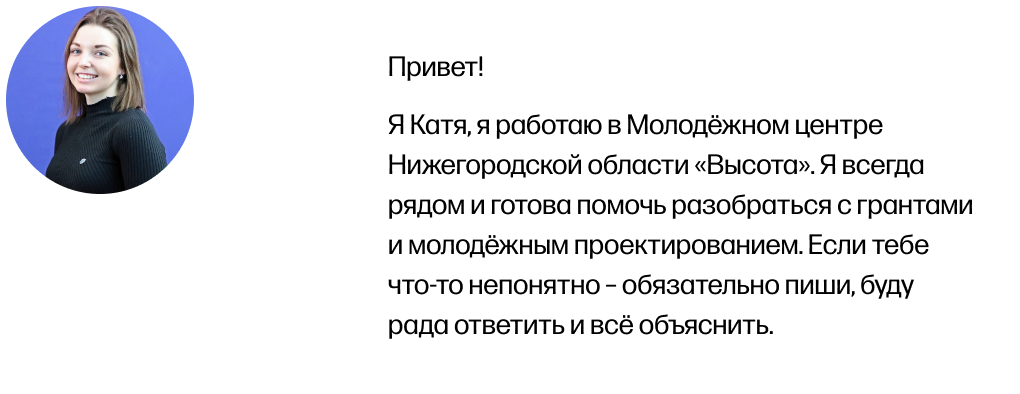 Привет!
Я Катя, я работаю в Молодёжном центре
Нижегородской области «Высота». Я всегда
рядом и готова помочь разобраться с грантами
и молодёжным проектированием. Если тебе
что-то непонятно – обязательно пиши, буду
рада ответить и всё объяснить.